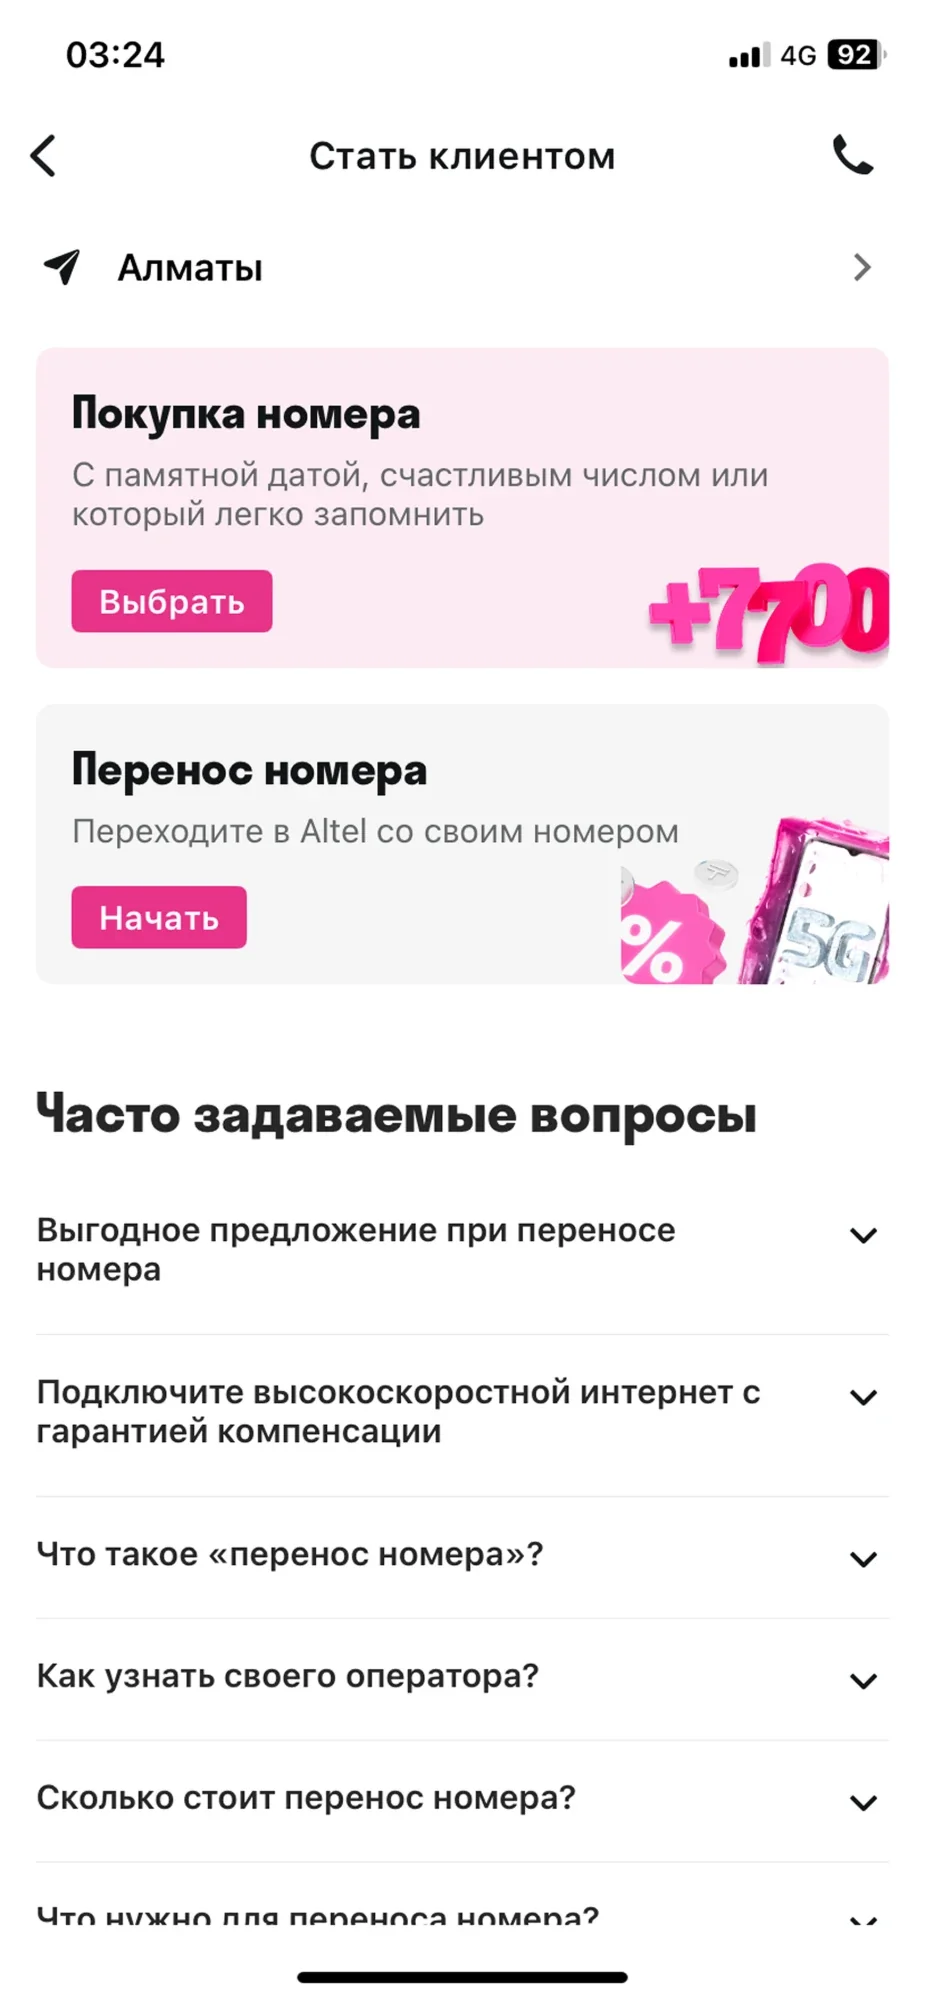 03:24
4G 92
Стать клиентом
Алматы
Покупка номера
С памятной датой, счастливым числом или
который легко запомнить
Выбрать
+7700
Перенос номера
Переходите в Altel со своим номером
Начать
%
5G
Часто задаваемые вопросы
Выгодное предложение при переносе
номера
Подключите высокоскоростной интернет с
гарантией компенсации
Что такое «перенос номера»?
Как узнать своего оператора?
Сколько стоит перенос номера?
Что нужно для переноса номера?